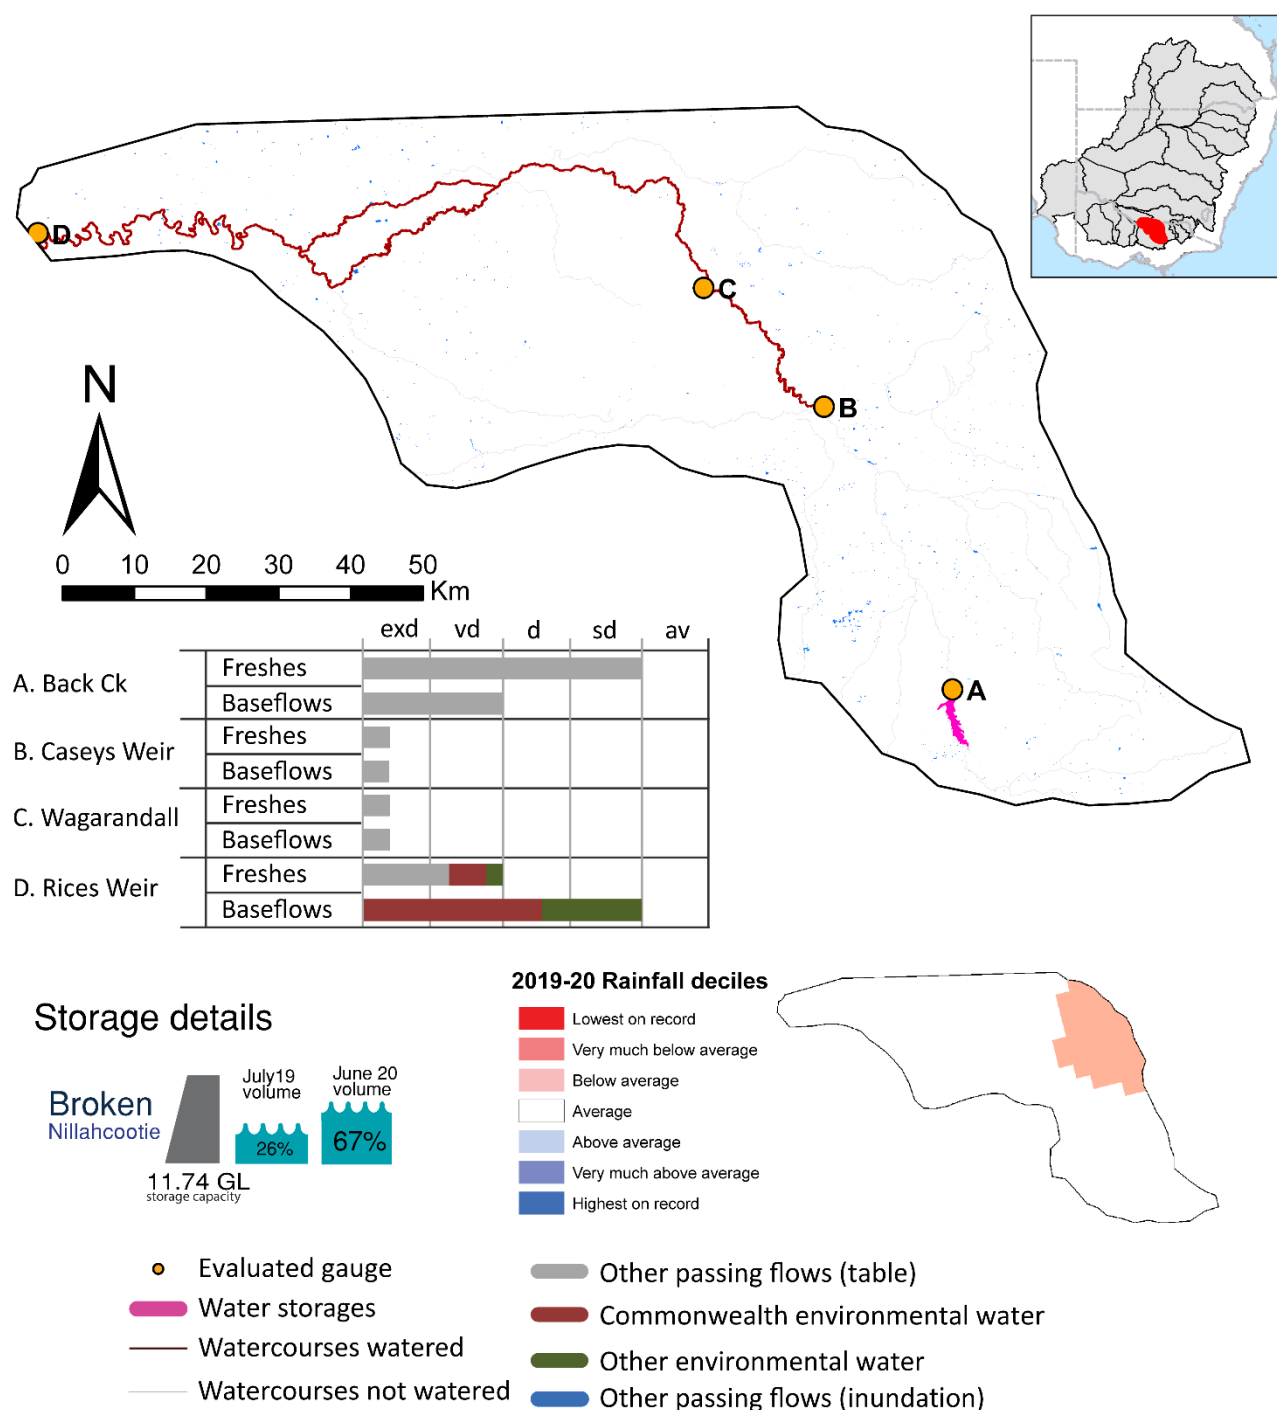 D
C
B
A
N
0 10 20 30 40 50
Km
exd vd d sd av
A. Back Ck
Freshes
Baseflows
B. Caseys Weir
Freshes
Baseflows
C. Wagarandall
Freshes
Baseflows
D. Rices Weir
Freshes
Baseflows
Storage details
Broken
Nillahcootie
July19
volume
26%
June 20
volume
67%
11.74 GL
storage capacity
2019-20 Rainfall deciles
Lowest on record
Very much below average
Below average
Average
Above average
Very much above average
Highest on record
Evaluated gauge
Water storages
Watercourses watered
Watercourses not watered
Other passing flows (table)
Commonwealth environmental water
Other environmental water
Other passing flows (inundation)